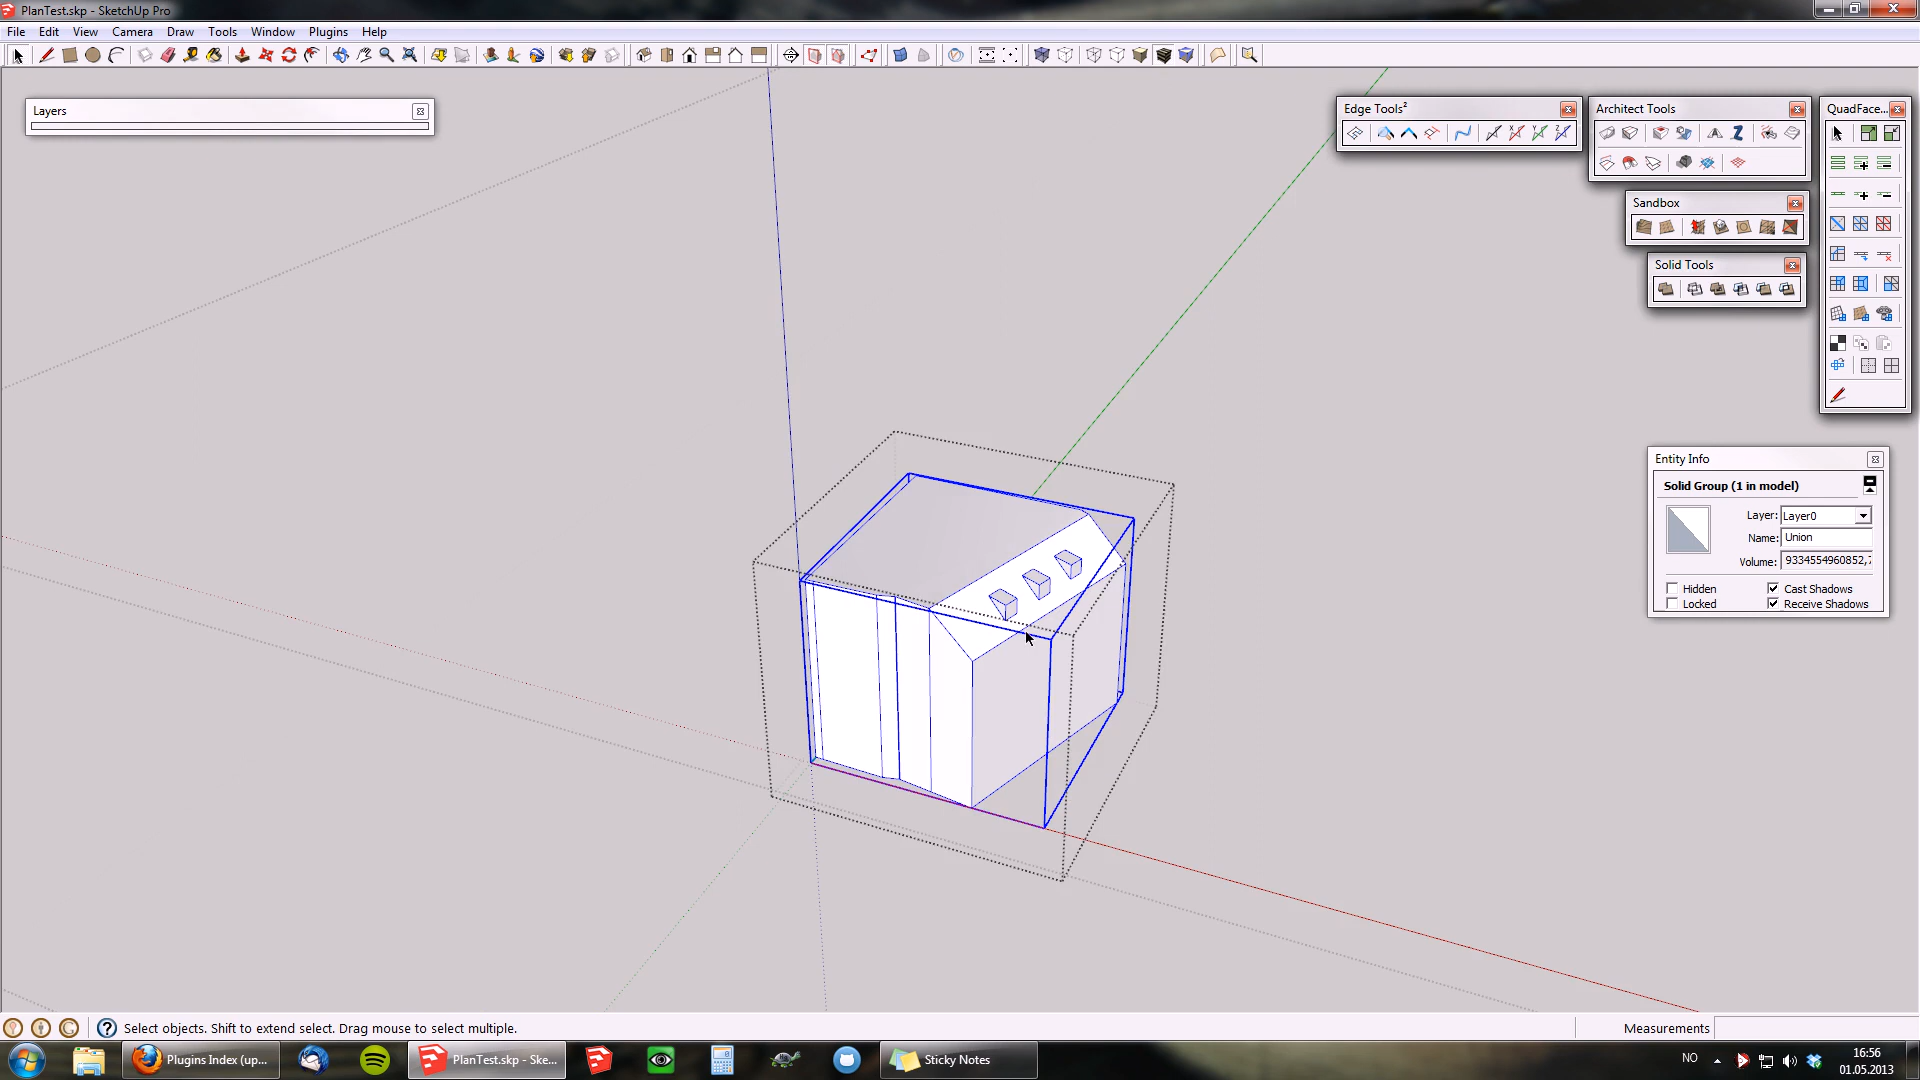 PlanTest.skp - SketchUp Pro
File Edit View Camera Draw Tools Window Plugins Help
Layers
Edge Tools²
Architect Tools
QuadFace...
Sandbox
Solid Tools
Entity Info
Solid Group (1 in model)
Layer: Layer0
Name: Union
Volume: 9334554960852,
Hidden Cast Shadows
Locked Receive Shadows
Select objects. Shift to extend select. Drag mouse to select multiple.
Measurements
Plugins Index (up...
PlanTest.skp - Ske...
Sticky Notes
NO
16:56
01.05.2013